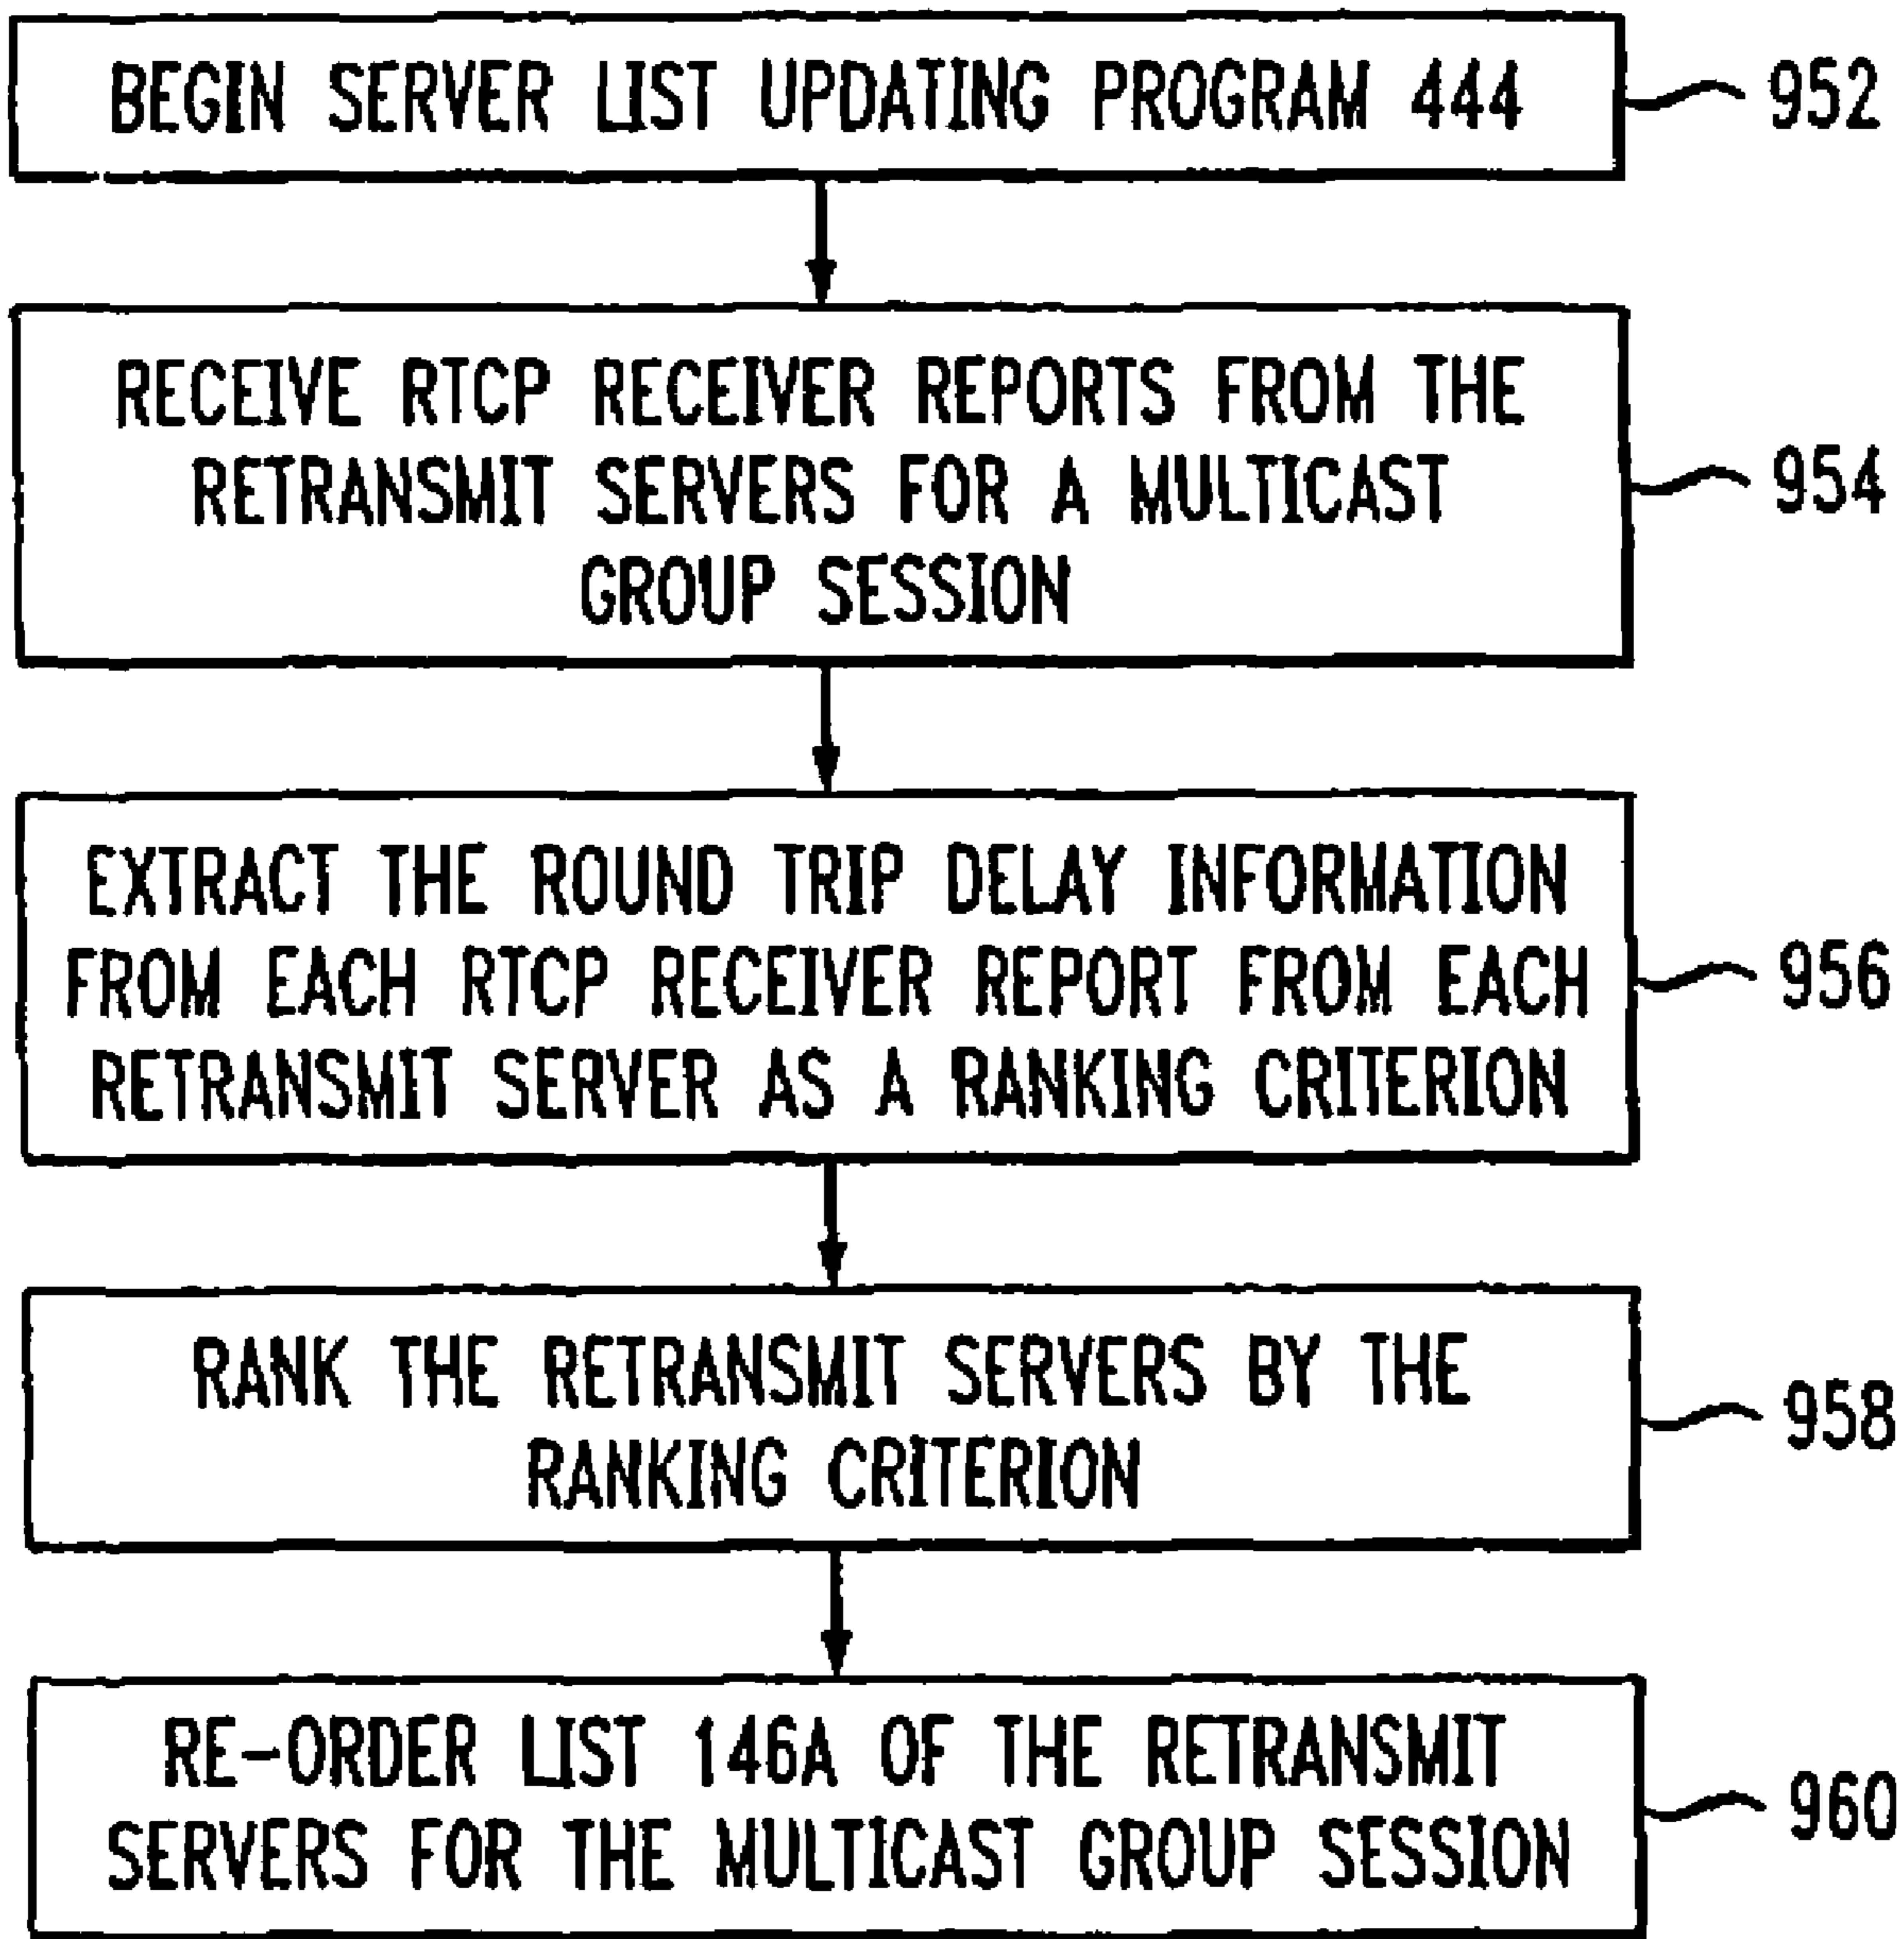 BEGIN SERVER LIST UPDATING PROGRAM 444
952
RECEIVE RTCP RECEIVER REPORTS FROM THE
RETRANSMIT SERVERS FOR A MULTICAST
GROUP SESSION
954
EXTRACT THE ROUND TRIP DELAY INFORMATION
FROM EACH RTCP RECEIVER REPORT FROM EACH
RETRANSMIT SERVER AS A RANKING CRITERION
956
RANK THE RETRANSMIT SERVERS BY THE
RANKING CRITERION
958
RE-ORDER LIST 146A OF THE RETRANSMIT
SERVERS FOR THE MULTICAST GROUP SESSION
960